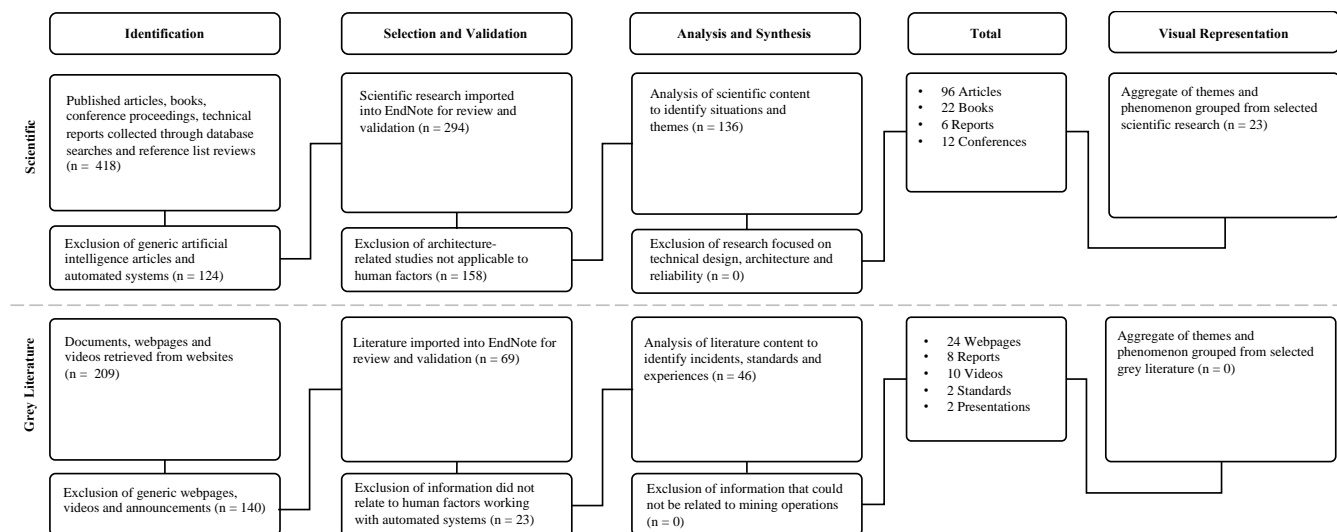 Identification
Selection and Validation
Analysis and Synthesis
Total
Visual Representation
Scientific
Published articles, books,
conference proceedings, technical
reports collected through database
searches and reference list reviews
(n = 418)
Exclusion of generic artificial
intelligence articles and
automated systems (n = 124)
Scientific research imported
into EndNote for review and
validation (n = 294)
Exclusion of architecture-
related studies not applicable to
human factors (n = 158)
Analysis of scientific content
to identify situations and
themes (n = 136)
Exclusion of research focused on
technical design, architecture and
reliability (n = 0)
• 96 Articles
• 22 Books
• 6 Reports
• 12 Conferences
Aggregate of themes and
phenomenon grouped from selected
scientific research (n = 23)
Grey Literature
Documents, webpages and
videos retrieved from websites
(n = 209)
Exclusion of generic webpages,
videos and announcements (n = 140)
Literature imported into EndNote for
review and validation (n = 69)
Exclusion of information did not
relate to human factors working
with automated systems (n = 23)
Analysis of literature content to
identify incidents, standards and
experiences (n = 46)
Exclusion of information that could
not be related to mining operations
(n = 0)
• 24 Webpages
• 8 Reports
• 10 Videos
• 2 Standards
• 2 Presentations
Aggregate of themes and
phenomenon grouped from selected
grey literature (n = 0)